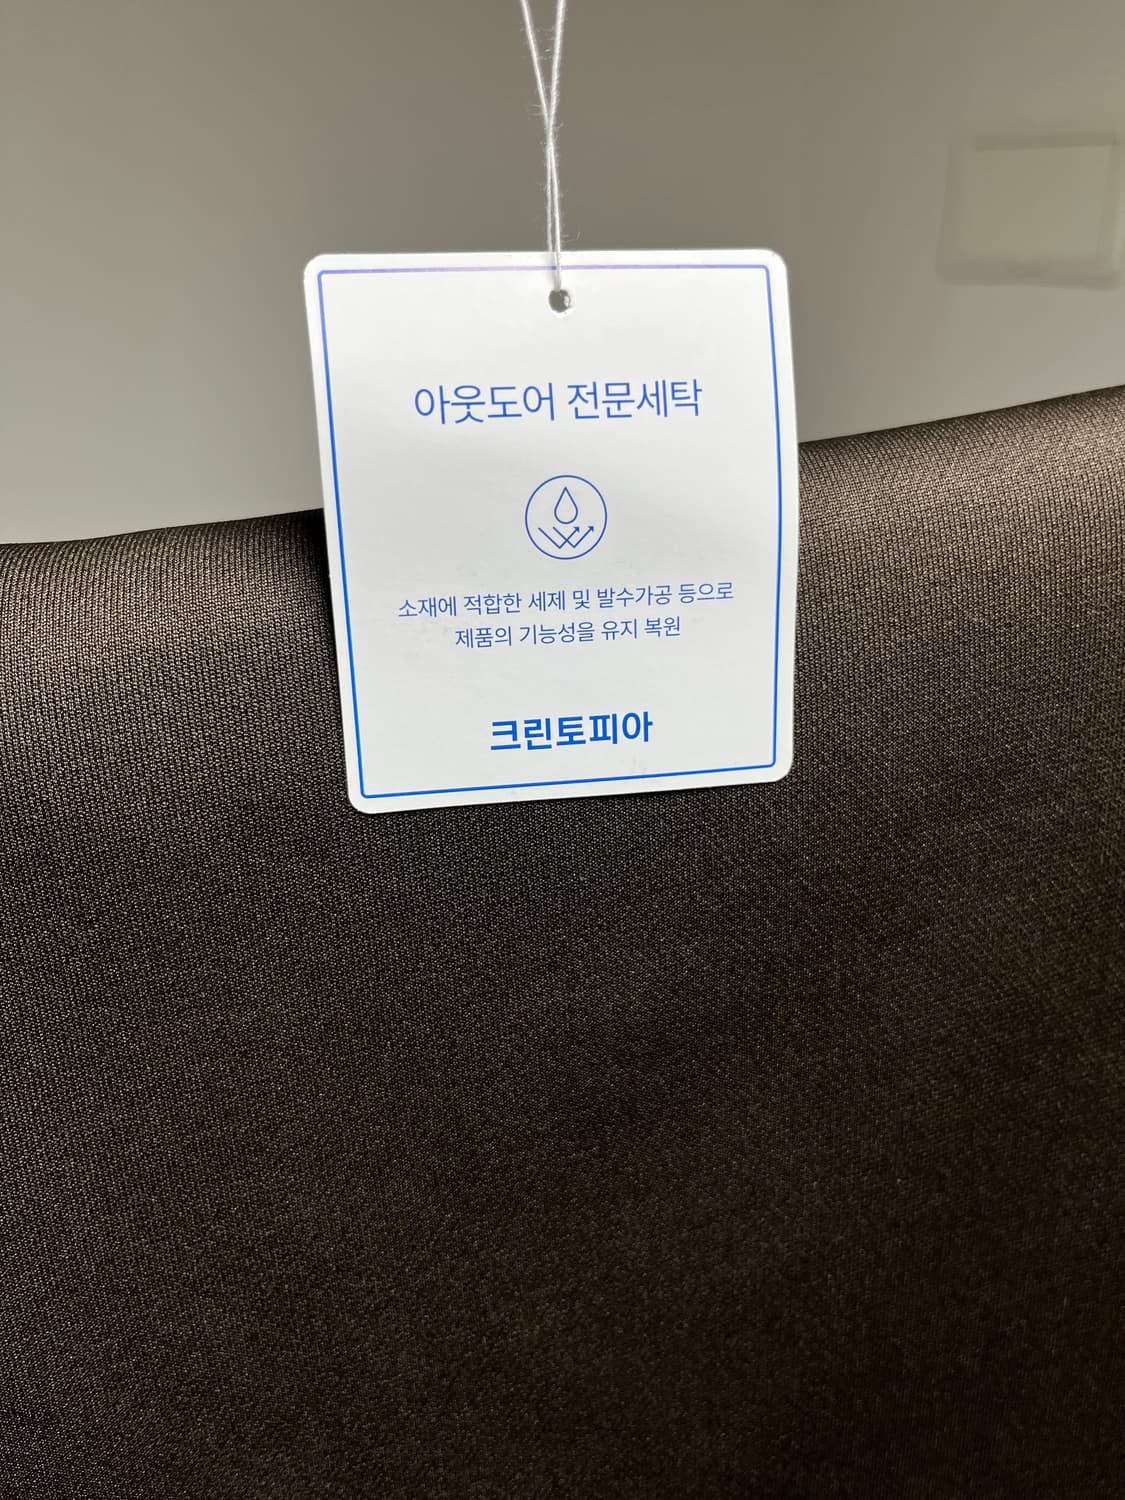 아웃도어 전문세탁
소재에 적합한 세제 및 발수가공 등으로
제품의 기능성을 유지 복원
크린토피아